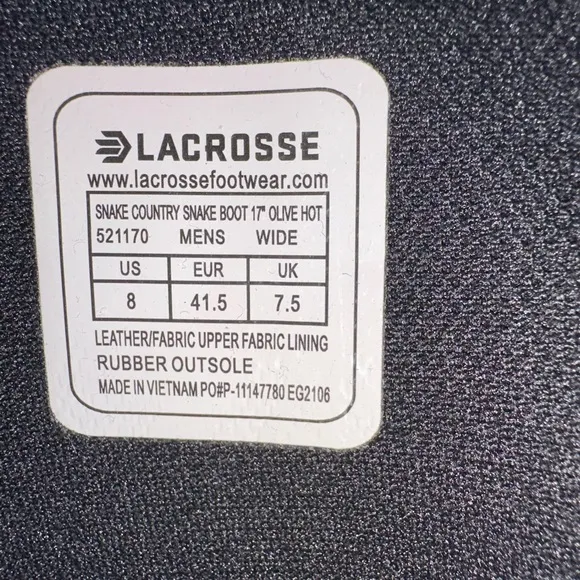 LACROSSE
www.lacrossefootwear.com
SNAKE COUNTRY SNAKE BOOT 17" OLIVE HOT
521170 MENS WIDE
US EUR UK
8 41.5 7.5
LEATHER/FABRIC UPPER FABRIC LINING
RUBBER OUTSOLE
MADE IN VIETNAM PO#P-11147780 EG2106